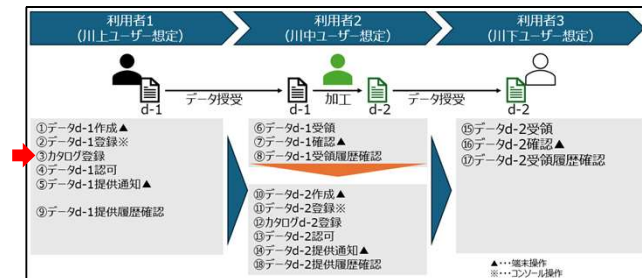 利用者1
(川上ユーザー想定)
利用者2
(川中ユーザー想定)
利用者3
(川下ユーザー想定)
d-1
データ授受
d-1
加工
d-2
データ授受
d-2
①データd-1作成▲
②データd-1登録※
③カタログ登録
④データd-1認可
⑤データd-1提供通知▲
⑨データd-1提供履歴確認
⑥データd-1受領
⑦データd-1確認▲
⑧データd-1受領履歴確認
⑩データd-2作成▲
⑪データd-2登録※
⑫カタログd-2登録
⑬データd-2認可
⑭データd-2提供通知▲
⑱データd-2提供履歴確認
⑮データd-2受領
⑯データd-2確認▲
⑰データd-2受領履歴確認
▲・・・端末操作
※・・・コンソール操作